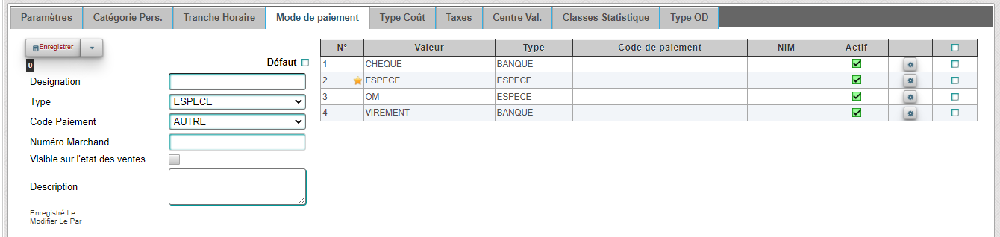 Paramètres Catégorie Pers. Tranche Horaire Mode de paiement Type Coût Taxes Centre Val. Classes Statistique Type OD
Enregistrer
0
Défaut
Designation
Type ESPECE
Code Paiement AUTRE
Numéro Marchand
Visible sur l'etat des ventes
Description
Enregistré Le
Modifier Le Par
N° Valeur Type Code de paiement NIM Actif
1 CHEQUE BANQUE
2 ESPECE ESPECE
3 OM ESPECE
4 VIREMENT BANQUE